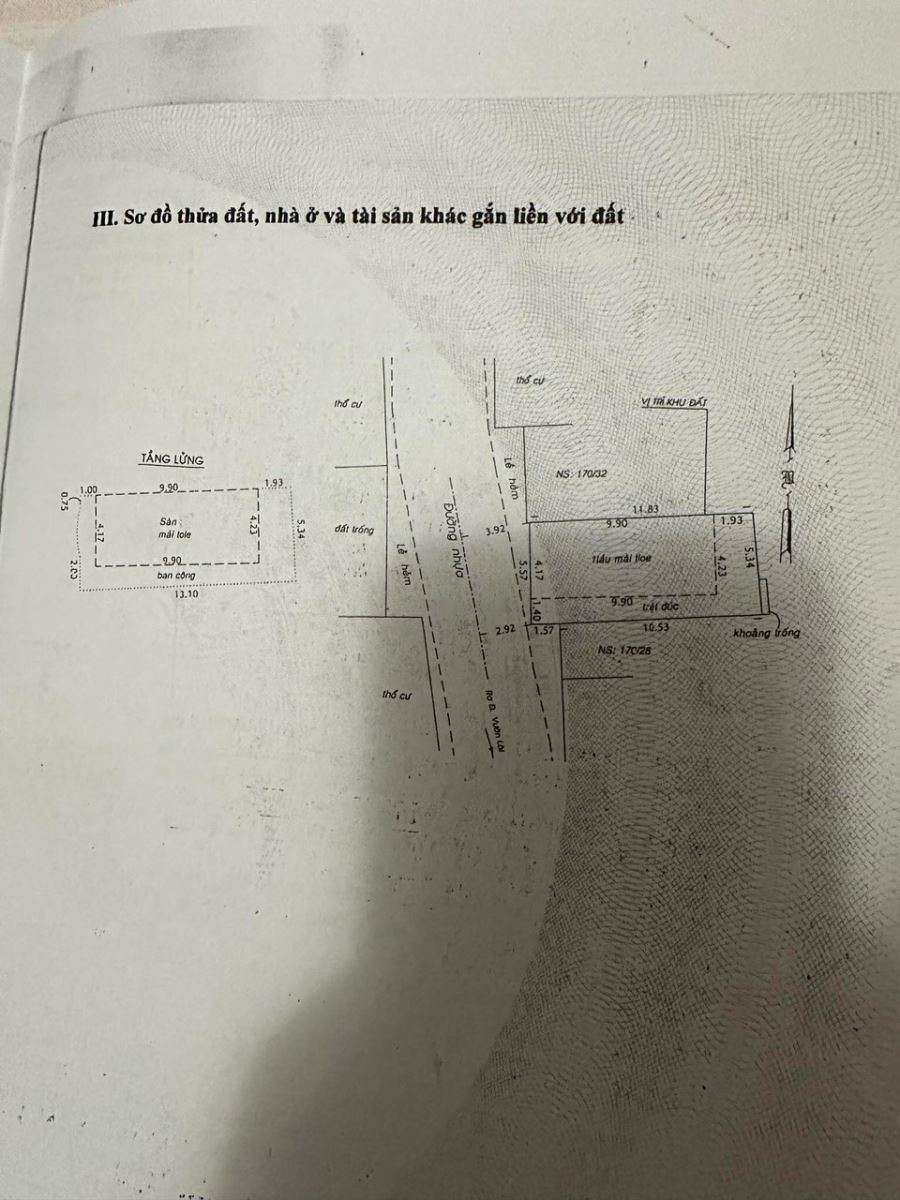 III. Sơ đồ thửa đất, nhà ở và tài sản khác gắn liền với đất
thổ cư
thổ cư
VỊ TRÍ KHU ĐẤT
TẦNG LỬNG
1.00
9.90
1.93
0.75
4.17
Sàn
mái tole
4.23
5.34
2.00
9.90
ban công
13.10
đất trống
Lề hẻm
Đường nhựa
Lề hẻm
NS: 170/32
11.83
9.90
1.93
3.92
5.57
4.17
1 lầu mái tloe
4.23
5.34
1.40
9.90
trệt đúc
2.92
1.57
10.53
khoảng trống
NS: 170/28
thổ cư
Ra Đ. Vườn Lài